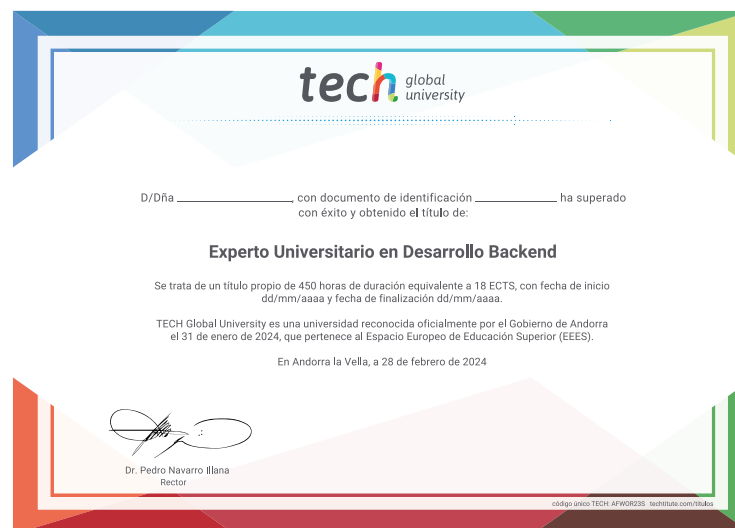 tech global university
D/Dña ____________, con documento de identificación ____________ ha superado
con éxito y obtenido el título de:
Experto Universitario en Desarrollo Backend
Se trata de un título propio de 450 horas de duración equivalente a 18 ECTS, con fecha de inicio
dd/mm/aaaa y fecha de finalización dd/mm/aaaa.
TECH Global University es una universidad reconocida oficialmente por el Gobierno de Andorra
el 31 de enero de 2024, que pertenece al Espacio Europeo de Educación Superior (EEES).
En Andorra la Vella, a 28 de febrero de 2024
Dr. Pedro Navarro Illana
Rector
código único TECH: AFWOR23S techtitute.com/titulos